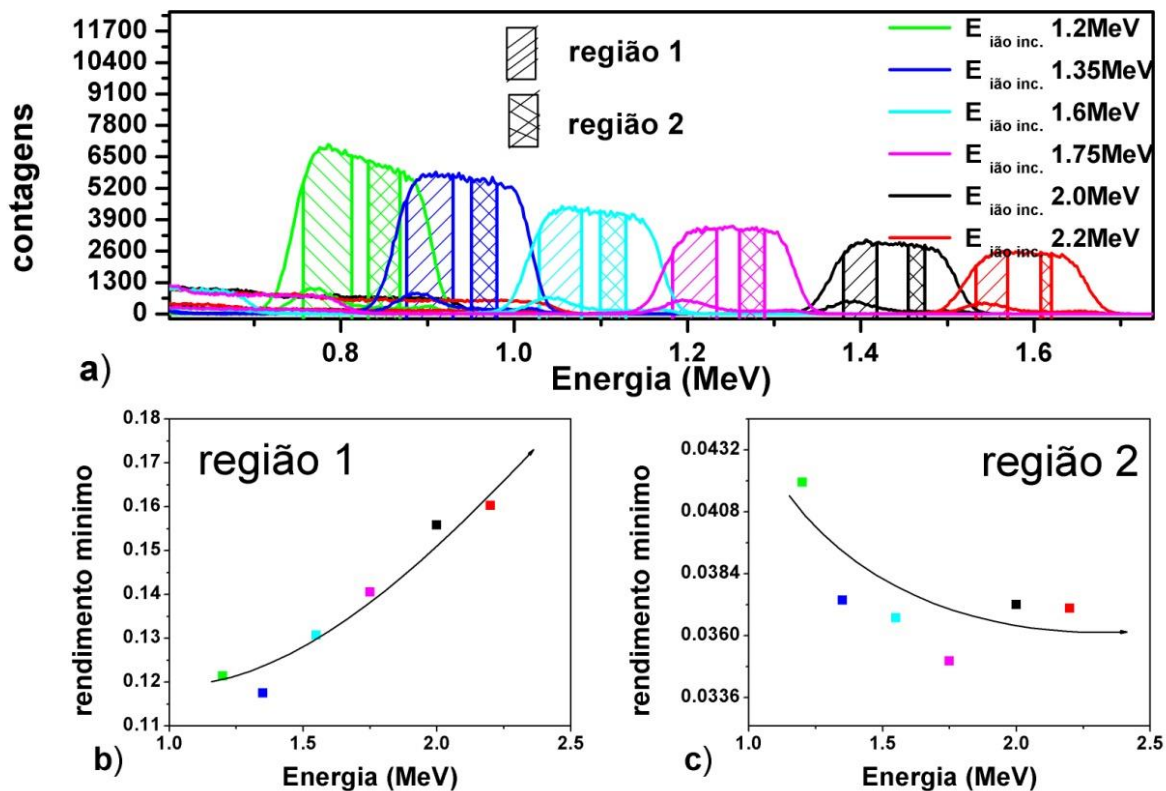 11700
10400
9100
7800
6500
5200
3900
2600
1300
0
contagens
região 1
região 2
E ião inc. 1.2MeV
E ião inc. 1.35MeV
E ião inc. 1.6MeV
E ião inc. 1.75MeV
E ião inc. 2.0MeV
E ião inc. 2.2MeV
0.8 1.0 1.2 1.4 1.6
a) Energia (MeV)
0.18
0.17
0.16
0.15
0.14
0.13
0.12
0.11
rendimento minimo
região 1
1.0 1.5 2.0 2.5
b) Energia (MeV)
0.0432
0.0408
0.0384
0.0360
0.0336
rendimento minimo
região 2
1.0 1.5 2.0 2.5
c) Energia (MeV)